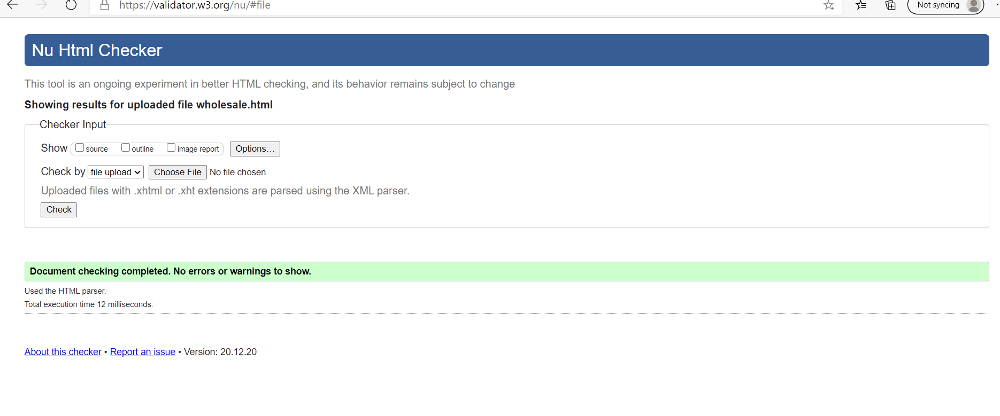 https://validator.w3.org/nu/#file
Not syncing
Nu Html Checker
This tool is an ongoing experiment in better HTML checking, and its behavior remains subject to change
Showing results for uploaded file wholesale.html
Checker Input
Show source outline image report Options...
Check by file upload Choose File No file chosen
Uploaded files with .xhtml or .xht extensions are parsed using the XML parser.
Check
Document checking completed. No errors or warnings to show.
Used the HTML parser.
Total execution time 12 milliseconds.
About this checker • Report an issue • Version: 20.12.20